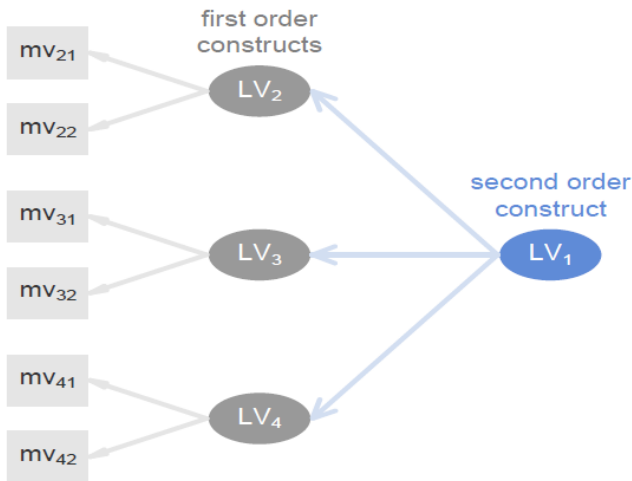 first order
constructs
mv₂₁
LV₂
mv₂₂
second order
construct
mv₃₁
LV₃
LV₁
mv₃₂
mv₄₁
LV₄
mv₄₂